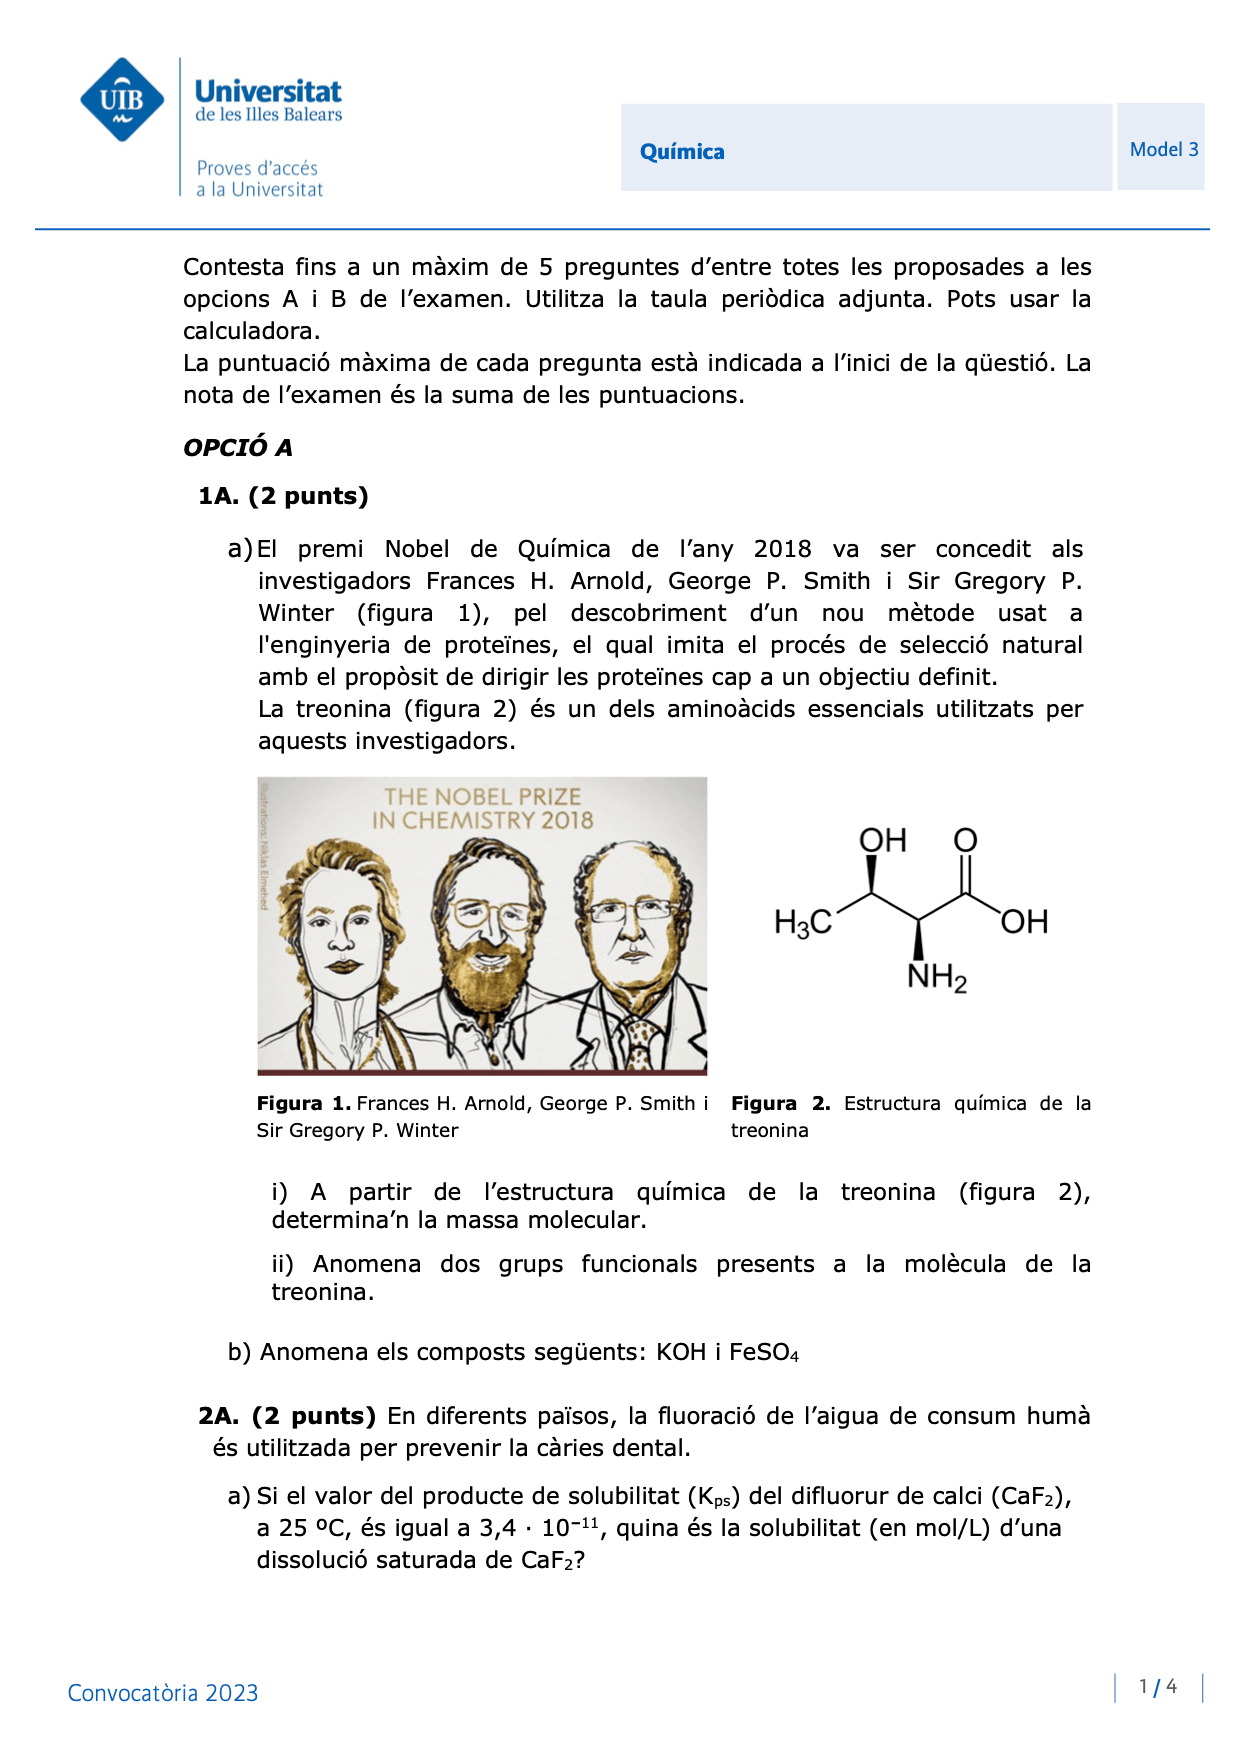 UIB
Universitat
de les Illes Balears
Proves d'accés
a la Universitat
Química
Model 3
Contesta fins a un màxim de 5 preguntes d'entre totes les proposades a les
opcions A i B de l'examen. Utilitza la taula periòdica adjunta. Pots usar la
calculadora.
La puntuació màxima de cada pregunta està indicada a l'inici de la qüestió. La
nota de l'examen és la suma de les puntuacions.
OPCIÓ A
1A. (2 punts)
a) El premi Nobel de Química de l'any 2018 va ser concedit als
investigadors Frances H. Arnold, George P. Smith i Sir Gregory P.
Winter (figura 1), pel descobriment d'un nou mètode usat a
l'enginyeria de proteïnes, el qual imita el procés de selecció natural
amb el propòsit de dirigir les proteïnes cap a un objectiu definit.
La treonina (figura 2) és un dels aminoàcids essencials utilitzats per
aquests investigadors.
Illustrations: Niklas Elmehed
THE NOBEL PRIZE
IN CHEMISTRY 2018
OH O
H₃C OH
NH₂
Figura 1. Frances H. Arnold, George P. Smith i
Sir Gregory P. Winter
Figura 2. Estructura química de la
treonina
i) A partir de l'estructura química de la treonina (figura 2),
determina'n la massa molecular.
ii) Anomena dos grups funcionals presents a la molècula de la
treonina.
b) Anomena els composts següents: KOH i FeSO₄
2A. (2 punts) En diferents països, la fluoració de l'aigua de consum humà
és utilitzada per prevenir la càries dental.
a) Si el valor del producte de solubilitat (Kₚₛ) del difluorur de calci (CaF₂),
a 25 ºC, és igual a 3,4 · 10⁻¹¹, quina és la solubilitat (en mol/L) d'una
dissolució saturada de CaF₂?
Convocatòria 2023
1 / 4